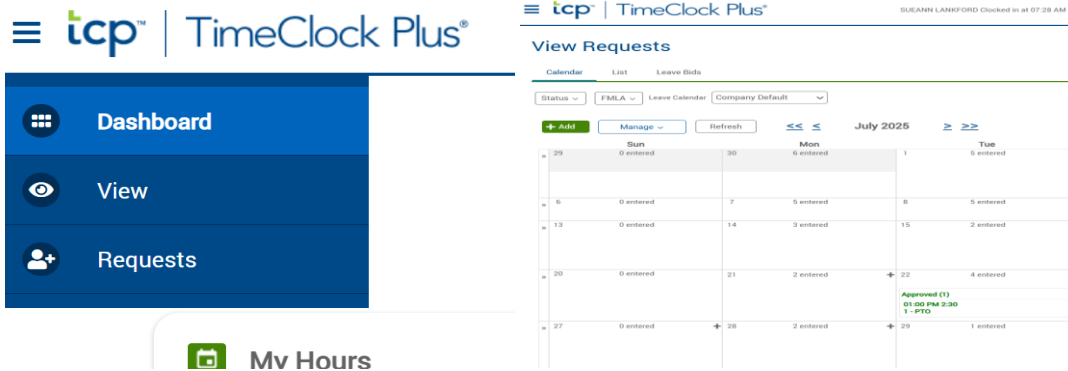 tcp™ TimeClock Plus®
Dashboard
View
Requests
My Hours
tcp™ TimeClock Plus®
SUEANN LANKFORD Clocked in at 07:28 AM
View Requests
Calendar List Leave Bids
Status FMLA Leave Calendar Company Default
+ Add Manage Refresh << < July 2025 > >>
Sun Mon Tue
» 29 0 entered 30 6 entered 1 6 entered
» 6 0 entered 7 5 entered 8 5 entered
» 13 0 entered 14 3 entered 15 2 entered
» 20 0 entered 21 2 entered + 22 4 entered
Approved (1)
01:00 PM 2:30
1 - PTO
» 27 0 entered + 28 2 entered + 29 1 entered